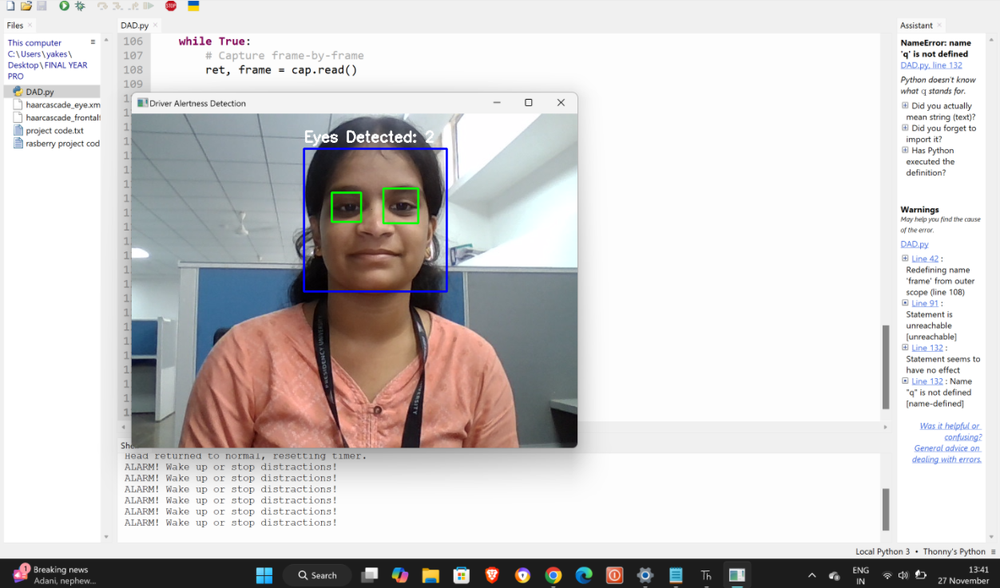 STOP
Files ×
DAD.py ×
Assistant ×
This computer
C:\Users\yakes\
Desktop\FINAL YEAR
PRO
DAD.py
haarcascade_eye.xm
haarcascade_frontalf
project code.txt
rasberry project cod
106 while True:
107 # Capture frame-by-frame
108 ret, frame = cap.read()
109
Driver Alertness Detection
Eyes Detected: 2
PRESIDENCY UNIVERSITY
Head returned to normal, resetting timer.
ALARM! Wake up or stop distractions!
ALARM! Wake up or stop distractions!
ALARM! Wake up or stop distractions!
ALARM! Wake up or stop distractions!
ALARM! Wake up or stop distractions!
ALARM! Wake up or stop distractions!
NameError: name
'q' is not defined
DAD.py, line 132
Python doesn't know
what q stands for.
Did you actually
mean string (text)?
Did you forget to
import it?
Has Python
executed the
definition?
Warnings
May help you find the cause
of the error.
DAD.py
Line 42 :
Redefining name
'frame' from outer
scope (line 108)
Line 91 :
Statement is
unreachable
[unreachable]
Line 132 :
Statement seems to
have no effect
Line 132 : Name
"q" is not defined
[name-defined]
Was it helpful or
confusing?
General advice on
dealing with errors.
Local Python 3 • Thonny's Python
1
Breaking news
Adani, nephew...
Search
Th
ENG
IN
13:41
27 November